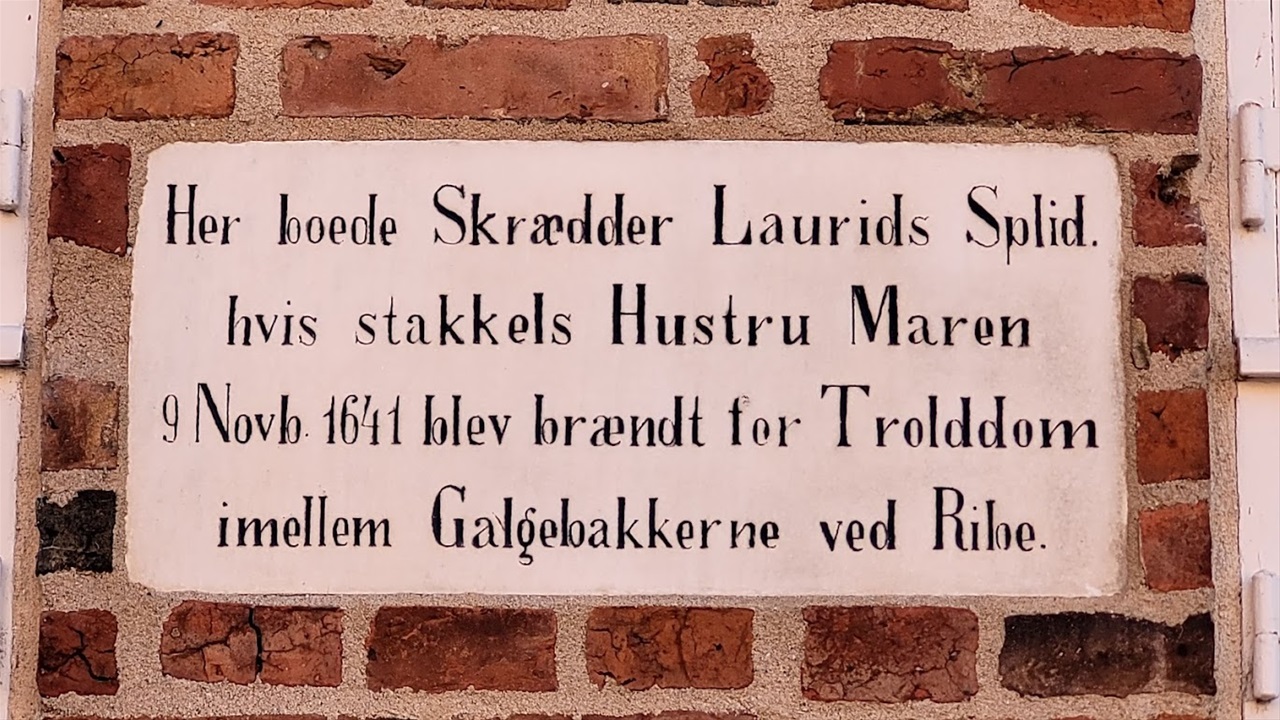 Her boede Skrædder Laurids Splid.
hvis stakkels Hustru Maren
9 Novb. 1641 blev brændt for Trolddom
imellem Galgebakkerne ved Ribe.